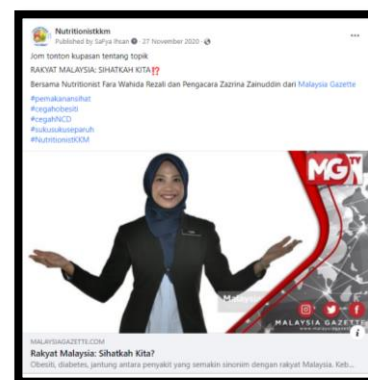 Nutritionistkkm
Published by SaFya Ihsan · 27 November 2020 ·
Jom tonton kupasan tentang topik
RAKYAT MALAYSIA: SIHATKAH KITA⁉
Bersama Nutritionist Fara Wahida Rezali dan Pengacara Zazrina Zainuddin dari Malaysia Gazette
#pemakanansihat
#cegahobesiti
#cegahNCD
#sukusukuseparuh
#NutritionistKKM
MGTV
MALAYSIA GAZETTE
MALAYSIAGAZETTE.COM
Rakyat Malaysia: Sihatkah Kita?
Obesiti, diabetes, jantung antara penyakit yang semakin sinonim dengan rakyat Malaysia. Keb...